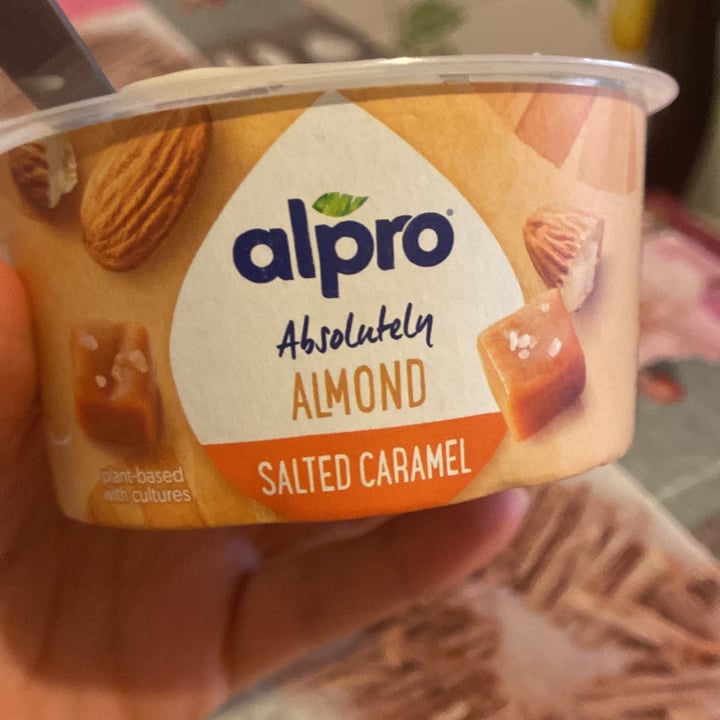 alpro®
Absolutely
ALMOND
SALTED CARAMEL
plant-based
with cultures